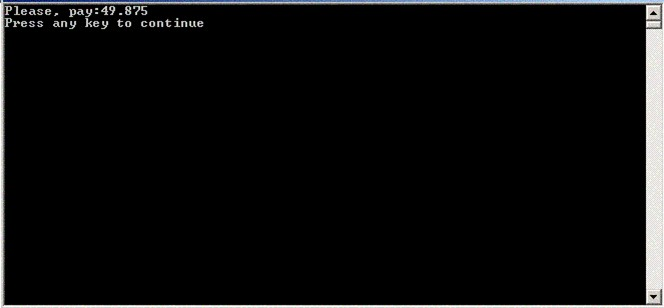 Please, pay:49.875
Press any key to continue